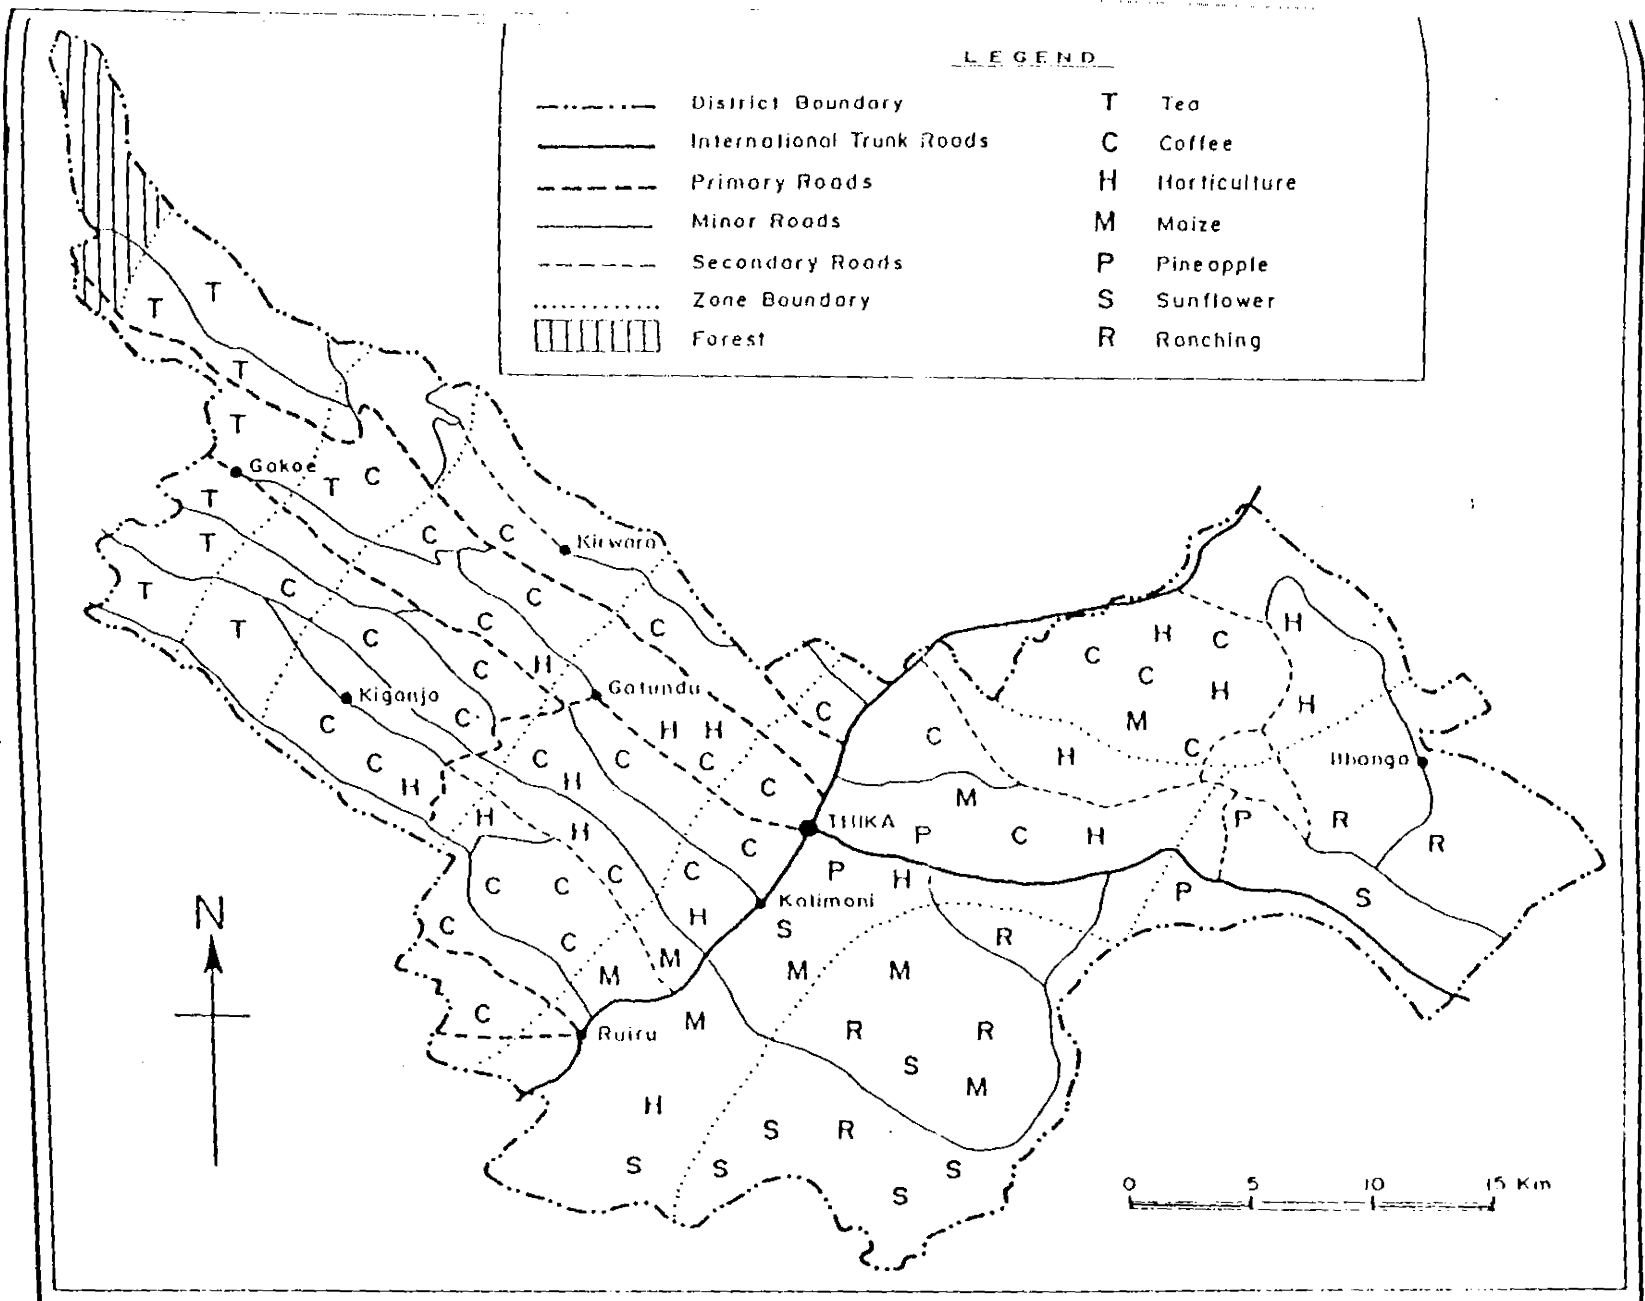 LEGEND
District Boundary T Tea
International Trunk Roads C Coffee
Primary Roads H Horticulture
Minor Roads M Maize
Secondary Roads P Pineapple
Zone Boundary S Sunflower
Forest R Ranching
T T
T
T
Gakoe
T C
T
T
C C
Kirwara
T
C
T
C
C
T
C
C
H
C
H
C H C
H
C
H
Kiganjo
Gatundu
C
C
C
H H
M
H
C
C
H
C
C
C
Ithanga
C H
C
H
C
M
H
H
P C H
P
R
THIKA
C
R
C C C
C
P H
P
S
Kalimoni
C
H
S
R
C
M
M
M
M
C
M
R
R
Ruiru
S
M
H
S R
S
S
S
S
N
0 5 10 15 Km